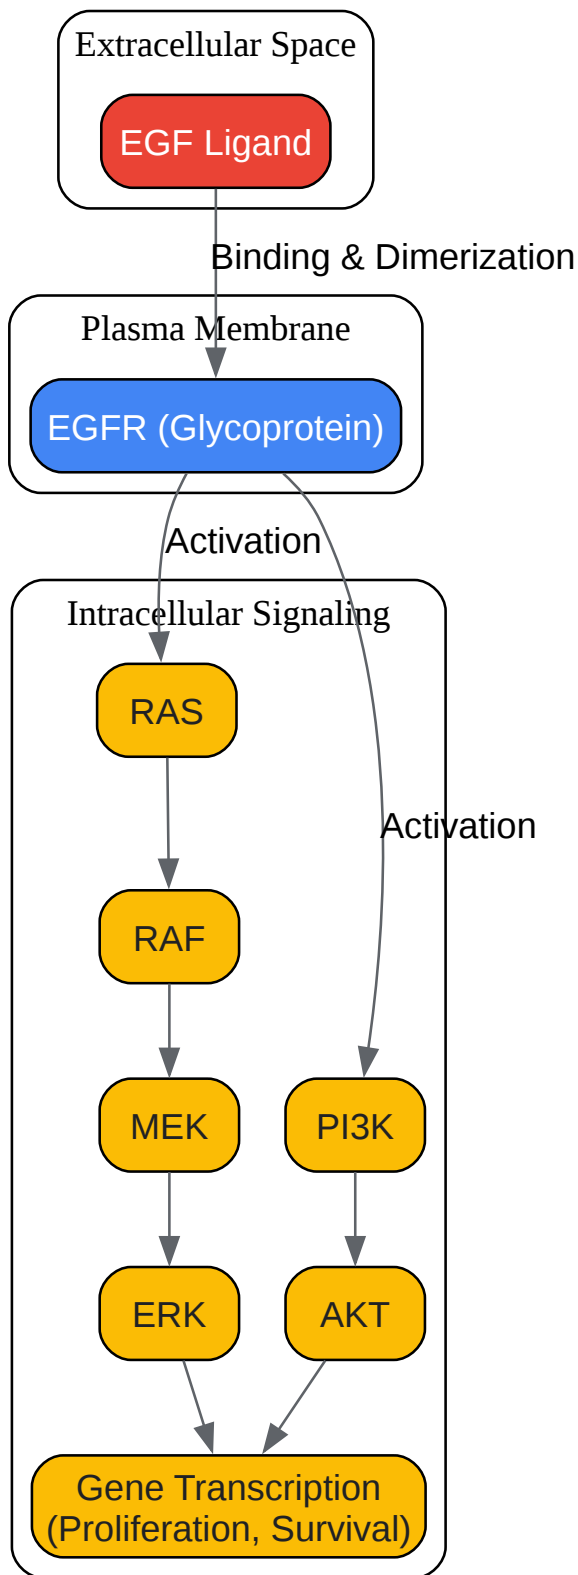 Extracellular Space
EGF Ligand
Binding & Dimerization
Plasma Membrane
EGFR (Glycoprotein)
Activation
Intracellular Signaling
RAS
Activation
RAF
MEK
PI3K
ERK
AKT
Gene Transcription
(Proliferation, Survival)